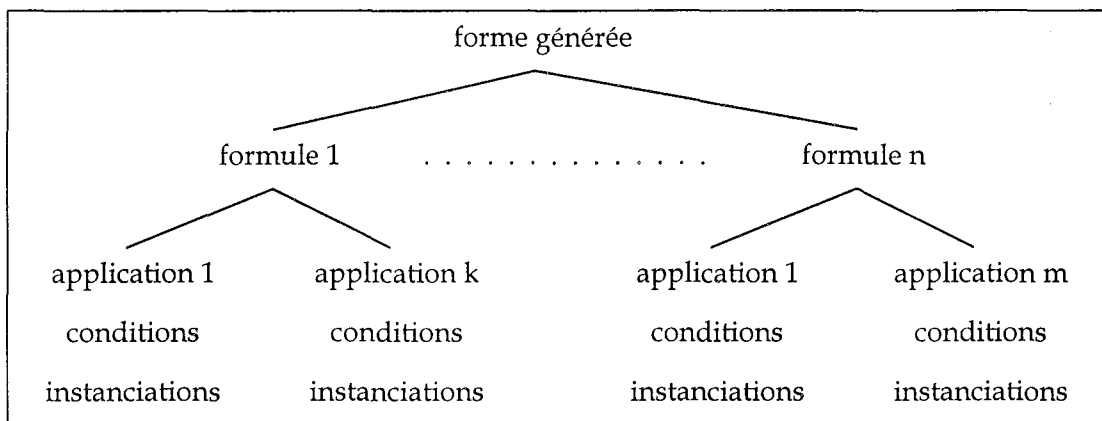 forme générée
formule 1 . . . . . . . . . . . . . . . formule n
application 1 application k application 1 application m
conditions conditions conditions conditions
instanciations instanciations instanciations instanciations